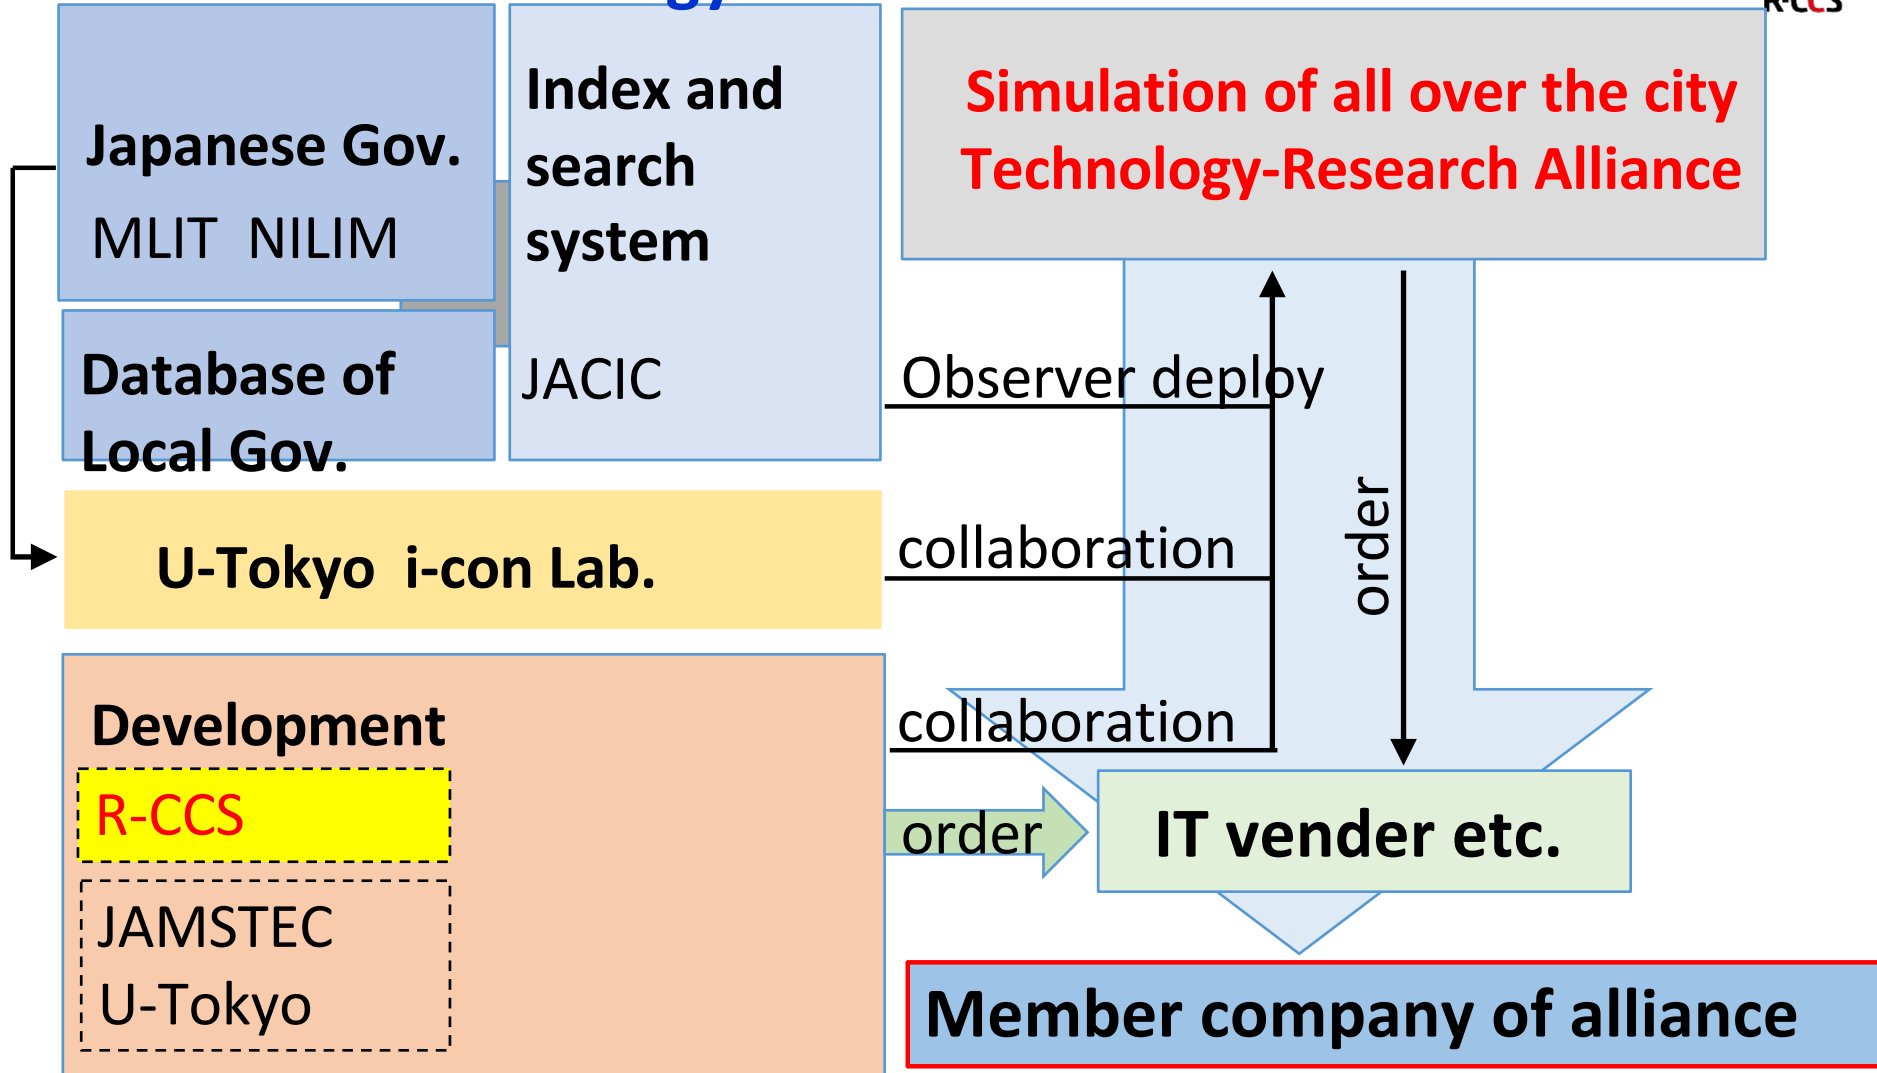 R-CCS
Japanese Gov.
MLIT NILIM
Database of
Local Gov.
Index and
search
system
JACIC
Simulation of all over the city
Technology-Research Alliance
Observer deploy
collaboration
order
U-Tokyo i-con Lab.
collaboration
Development
R-CCS
JAMSTEC
U-Tokyo
order
IT vender etc.
Member company of alliance